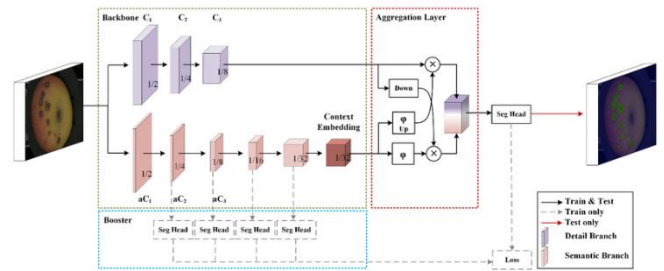 Backbone
C₁ C₂ C₃
1/2
1/4
1/8
Aggregation Layer
Down
φ
Up
φ
Context
Embedding
1/2
1/4
1/8
1/16
1/32
1/32
aC₁ aC₂ aC₃
Seg Head
Booster
Seg Head Seg Head Seg Head Seg Head
Loss
Train & Test
Train only
Test only
Detail Branch
Semantic Branch